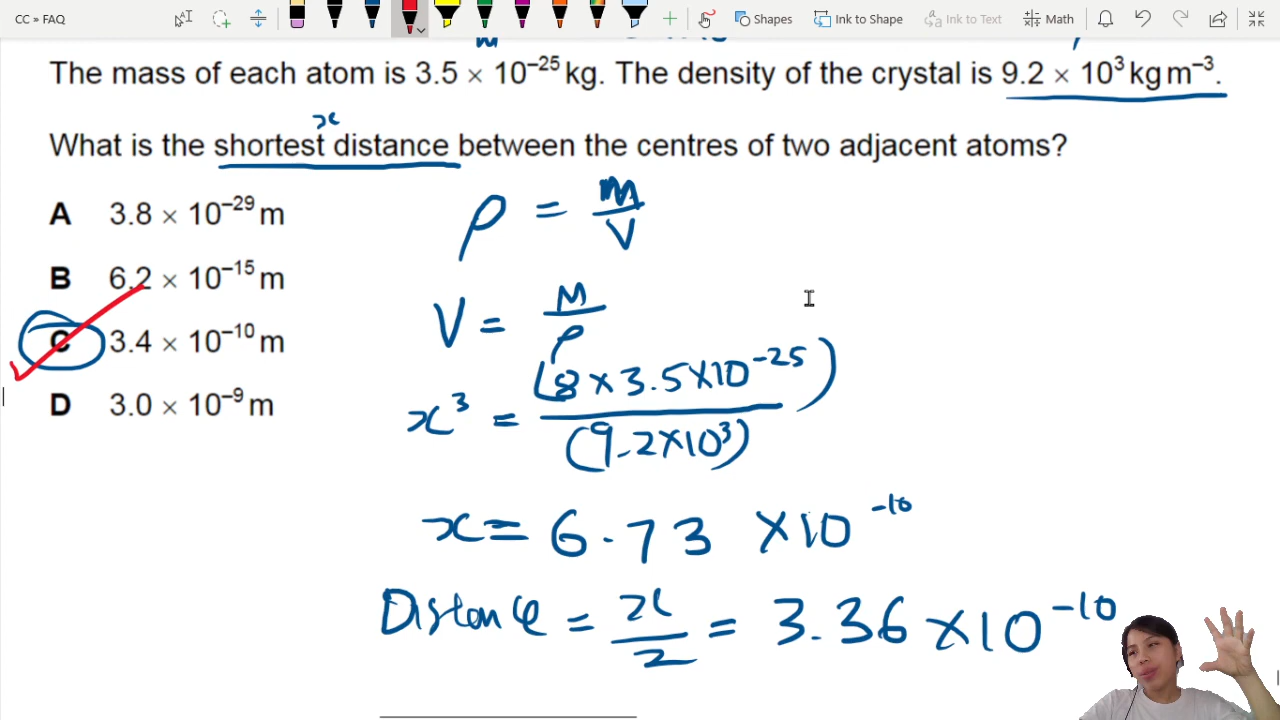 CC » FAQ
Shapes
Ink to Shape
Ink to Text
Math
m
The mass of each atom is 3.5 × 10⁻²⁵ kg. The density of the crystal is 9.2 × 10³ kg m⁻³.
x
What is the shortest distance between the centres of two adjacent atoms?
A 3.8 × 10⁻²⁹ m
B 6.2 × 10⁻¹⁵ m
C 3.4 × 10⁻¹⁰ m
D 3.0 × 10⁻⁹ m
ρ = m/V
V = M/ρ
x³ = (8 × 3.5 × 10⁻²⁵) / (9.2 × 10³)
x = 6.73 × 10⁻¹⁰
Distance = x/2 = 3.36 × 10⁻¹⁰